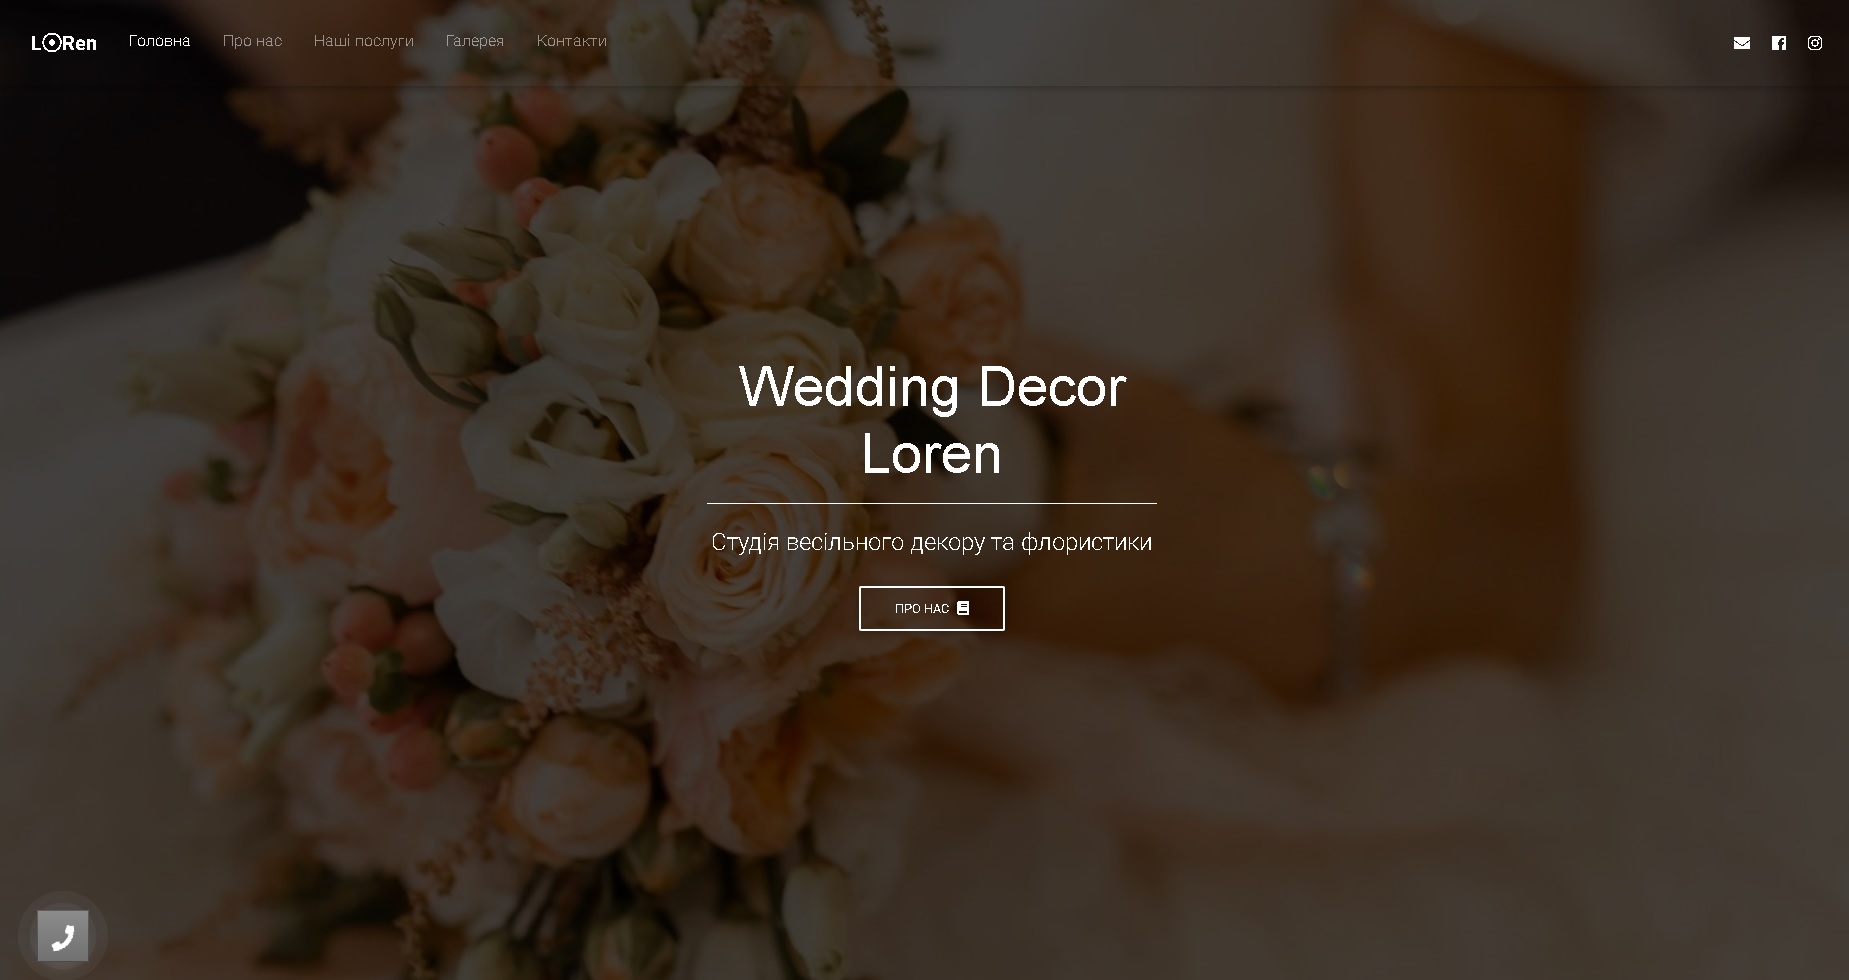 LORen Головна Про нас Наші послуги Галерея Контакти
Wedding Decor
Loren
Студія весільного декору та флористики
ПРО НАС